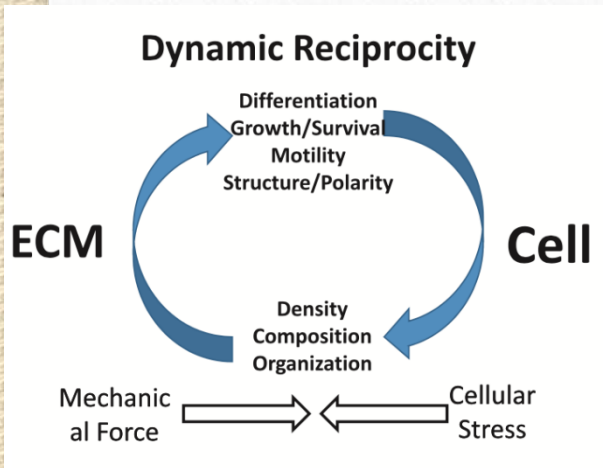 Dynamic Reciprocity
Differentiation
Growth/Survival
Motility
Structure/Polarity
ECM
Cell
Density
Composition
Organization
Mechanic
al Force
Cellular
Stress